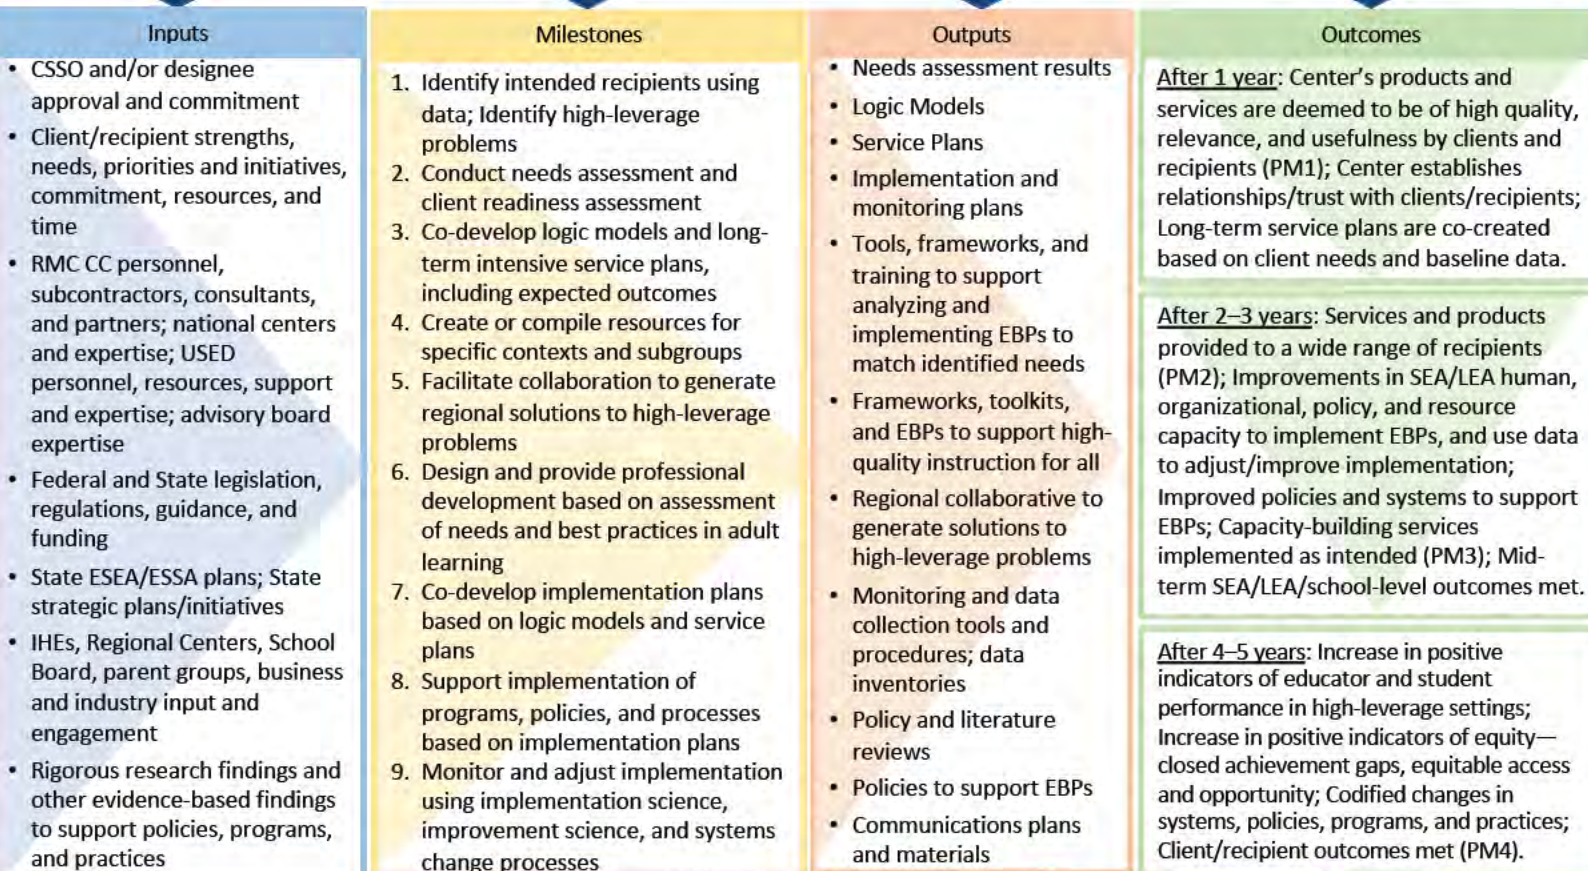 Inputs
• CSSO and/or designee
approval and commitment
• Client/recipient strengths,
needs, priorities and initiatives,
commitment, resources, and
time
• RMC CC personnel,
subcontractors, consultants,
and partners; national centers
and expertise; USED
personnel, resources, support
and expertise; advisory board
expertise
• Federal and State legislation,
regulations, guidance, and
funding
• State ESEA/ESSA plans; State
strategic plans/initiatives
• IHEs, Regional Centers, School
Board, parent groups, business
and industry input and
engagement
• Rigorous research findings and
other evidence-based findings
to support policies, programs,
and practices
Milestones
1. Identify intended recipients using
data; Identify high-leverage
problems
2. Conduct needs assessment and
client readiness assessment
3. Co-develop logic models and long-
term intensive service plans,
including expected outcomes
4. Create or compile resources for
specific contexts and subgroups
5. Facilitate collaboration to generate
regional solutions to high-leverage
problems
6. Design and provide professional
development based on assessment
of needs and best practices in adult
learning
7. Co-develop implementation plans
based on logic models and service
plans
8. Support implementation of
programs, policies, and processes
based on implementation plans
9. Monitor and adjust implementation
using implementation science,
improvement science, and systems
change processes
Outputs
• Needs assessment results
• Logic Models
• Service Plans
• Implementation and
monitoring plans
• Tools, frameworks, and
training to support
analyzing and
implementing EBPs to
match identified needs
• Frameworks, toolkits,
and EBPs to support high-
quality instruction for all
• Regional collaborative to
generate solutions to
high-leverage problems
• Monitoring and data
collection tools and
procedures; data
inventories
• Policy and literature
reviews
• Policies to support EBPs
• Communications plans
and materials
Outcomes
After 1 year: Center's products and
services are deemed to be of high quality,
relevance, and usefulness by clients and
recipients (PM1); Center establishes
relationships/trust with clients/recipients;
Long-term service plans are co-created
based on client needs and baseline data.
After 2–3 years: Services and products
provided to a wide range of recipients
(PM2); Improvements in SEA/LEA human,
organizational, policy, and resource
capacity to implement EBPs, and use data
to adjust/improve implementation;
Improved policies and systems to support
EBPs; Capacity-building services
implemented as intended (PM3); Mid-
term SEA/LEA/school-level outcomes met.
After 4–5 years: Increase in positive
indicators of educator and student
performance in high-leverage settings;
Increase in positive indicators of equity—
closed achievement gaps, equitable access
and opportunity; Codified changes in
systems, policies, programs, and practices;
Client/recipient outcomes met (PM4).